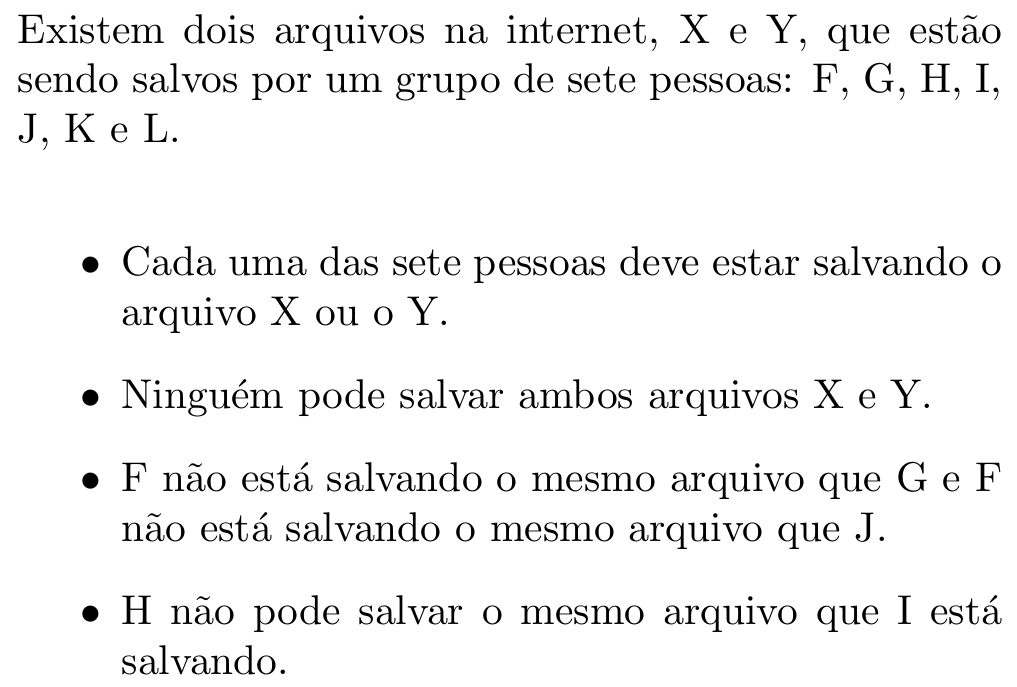 Existem dois arquivos na internet, X e Y, que estão
sendo salvos por um grupo de sete pessoas: F, G, H, I,
J, K e L.
• Cada uma das sete pessoas deve estar salvando o
arquivo X ou o Y.
• Ninguém pode salvar ambos arquivos X e Y.
• F não está salvando o mesmo arquivo que G e F
não está salvando o mesmo arquivo que J.
• H não pode salvar o mesmo arquivo que I está
salvando.